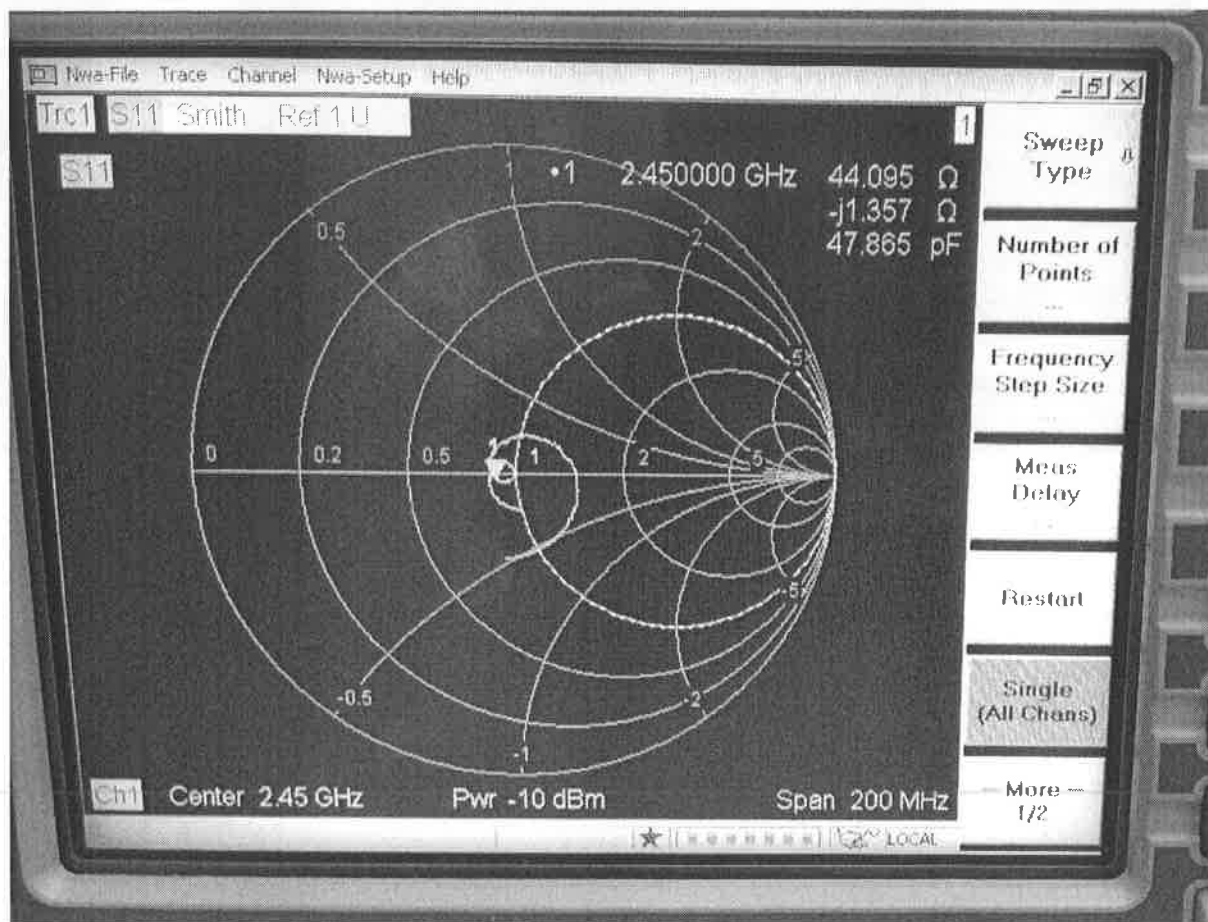 Nwa-File Trace Channel Nwa-Setup Help
Trc1 S11 Smith Ref 1 U
1
S11
•1 2.450000 GHz 44.095 Ω
-j1.357 Ω
47.865 pF
1
0.5
2
5
0 0.2 0.5 1 1 2 5
-5
-0.5
-2
-1
Ch1 Center 2.45 GHz Pwr -10 dBm Span 200 MHz
LOCAL
Sweep
Type
Number of
Points
...
Frequency
Step Size
...
Meas
Delay
...
Restart
Single
(All Chans)
— More —
1/2